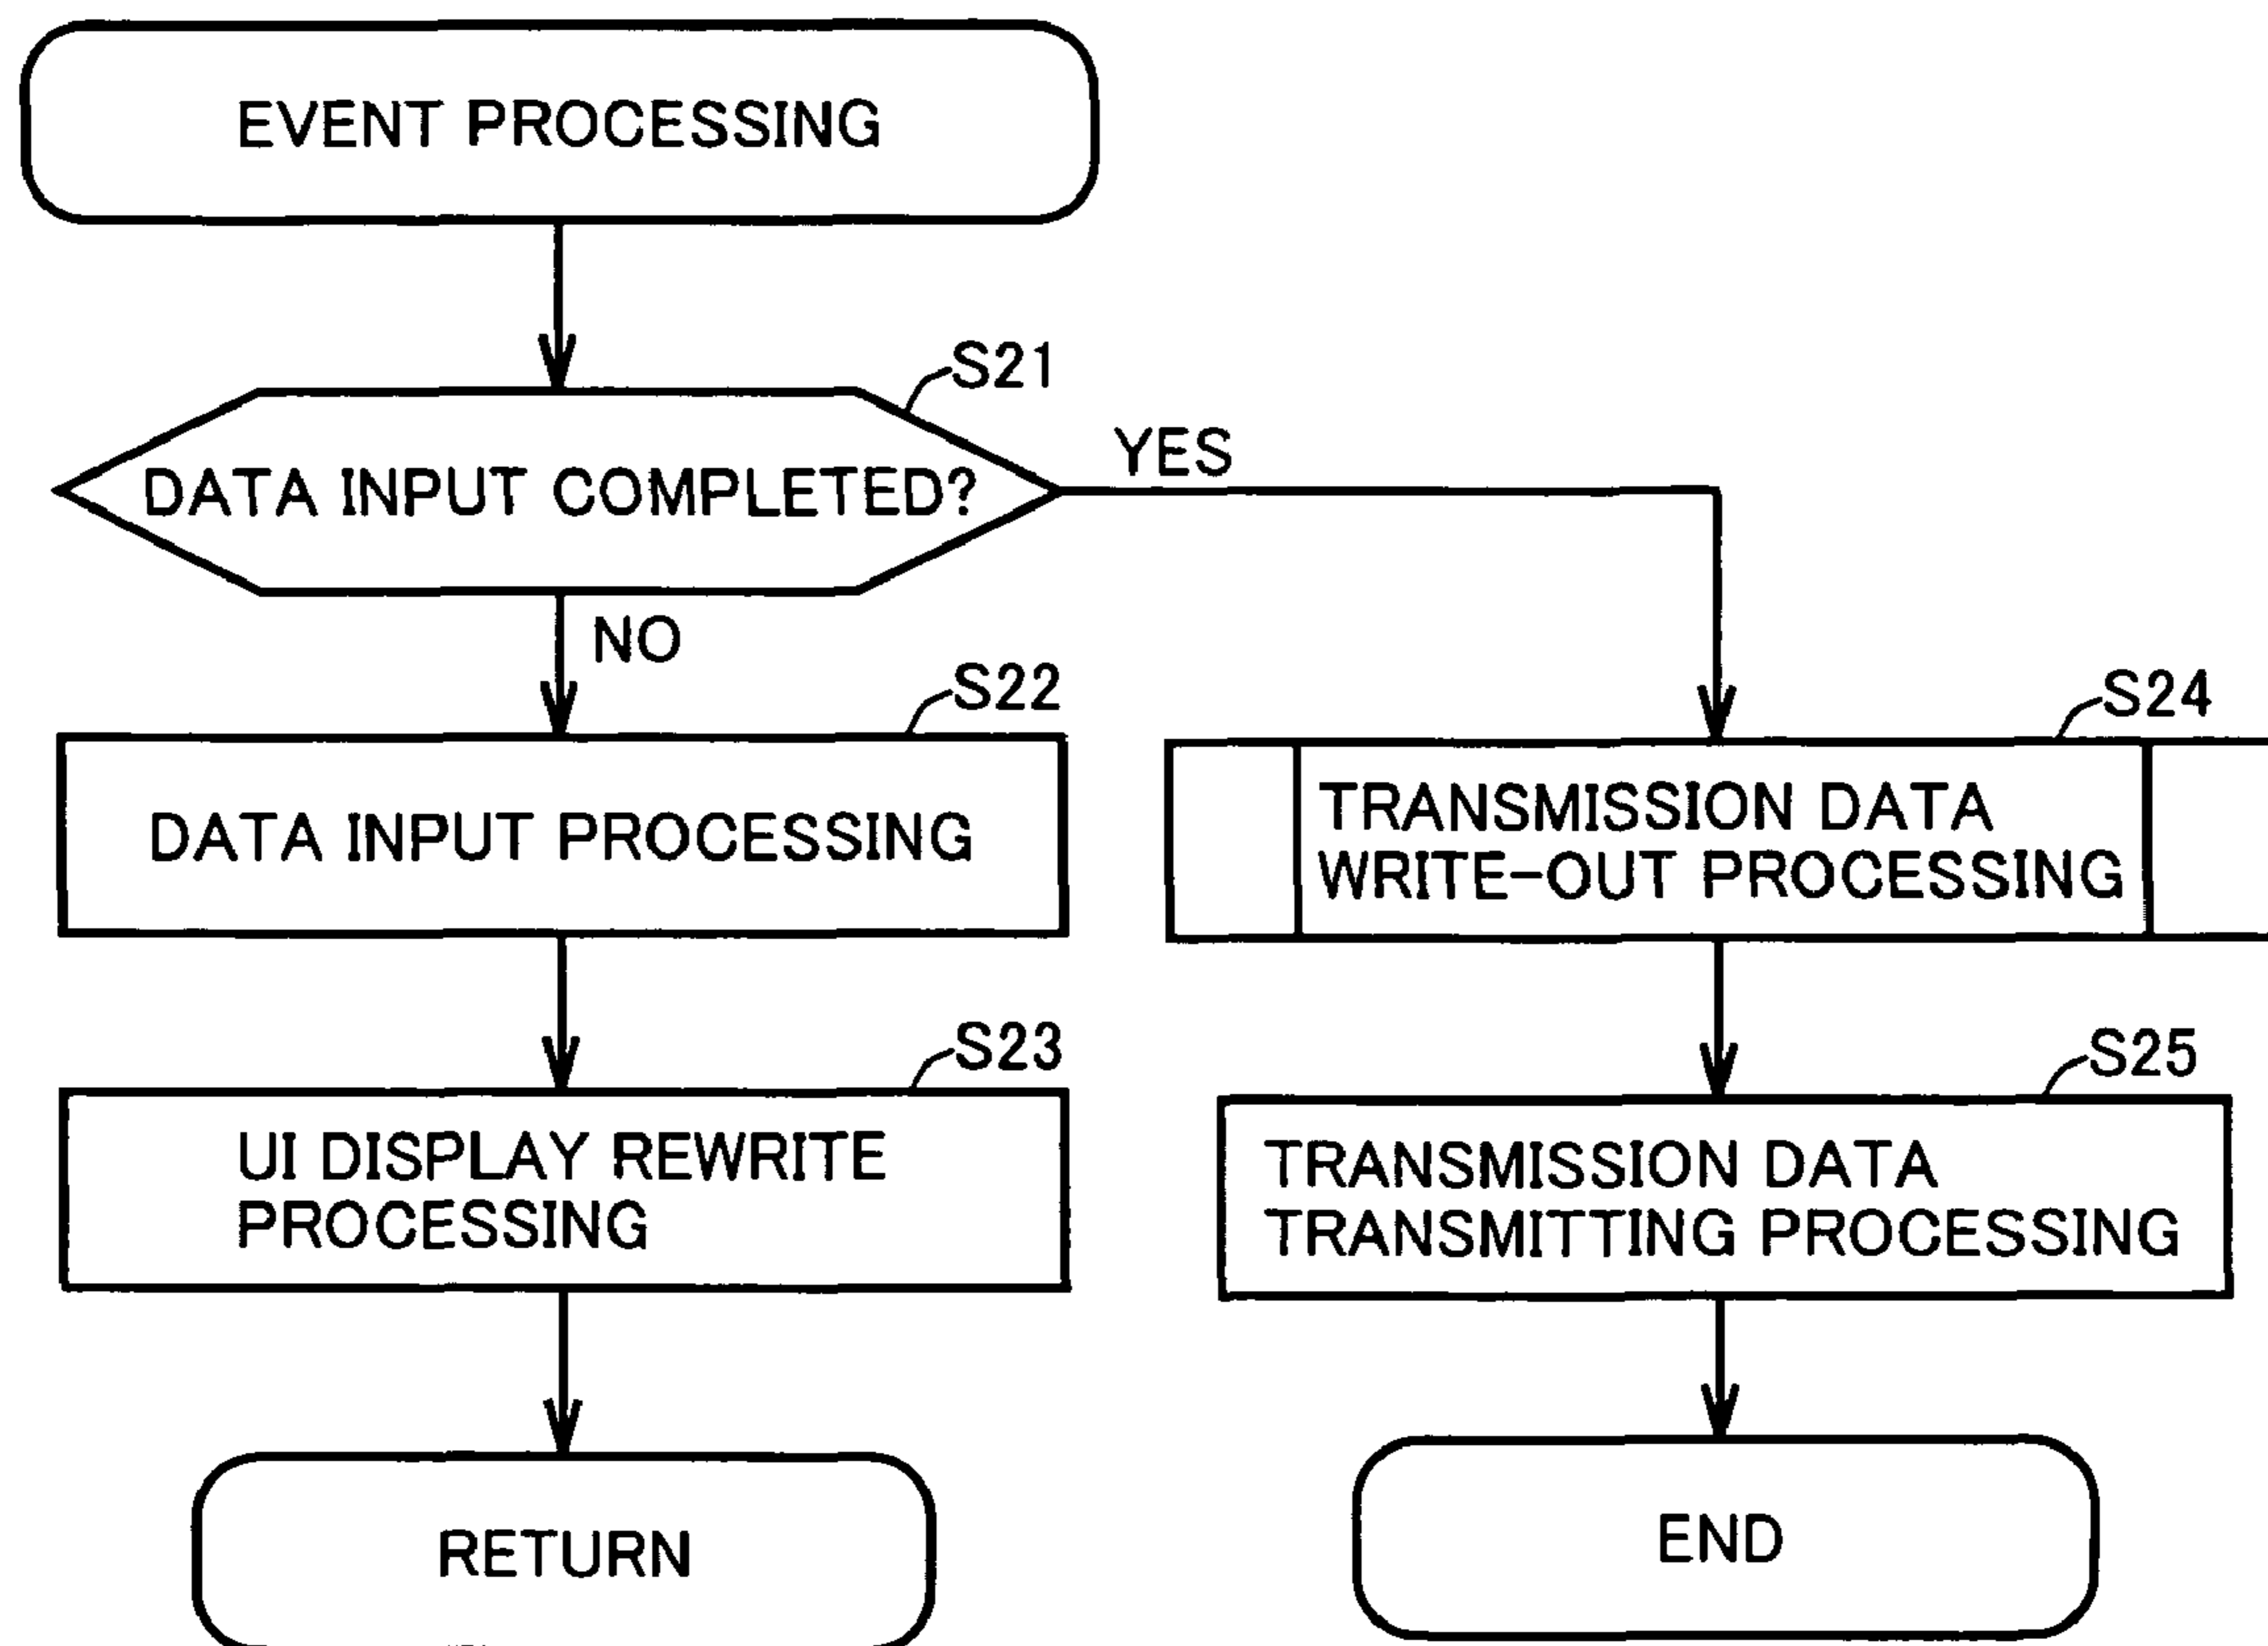 EVENT PROCESSING
S21
DATA INPUT COMPLETED?
YES
NO
S22
DATA INPUT PROCESSING
S23
UI DISPLAY REWRITE
PROCESSING
RETURN
S24
TRANSMISSION DATA
WRITE-OUT PROCESSING
S25
TRANSMISSION DATA
TRANSMITTING PROCESSING
END